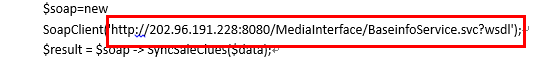 $soap=new
SoapClient('http://202.96.191.228:8080/MediaInterface/BaseinfoService.svc?wsdl');
$result = $soap -> SyncSaleClues($data);